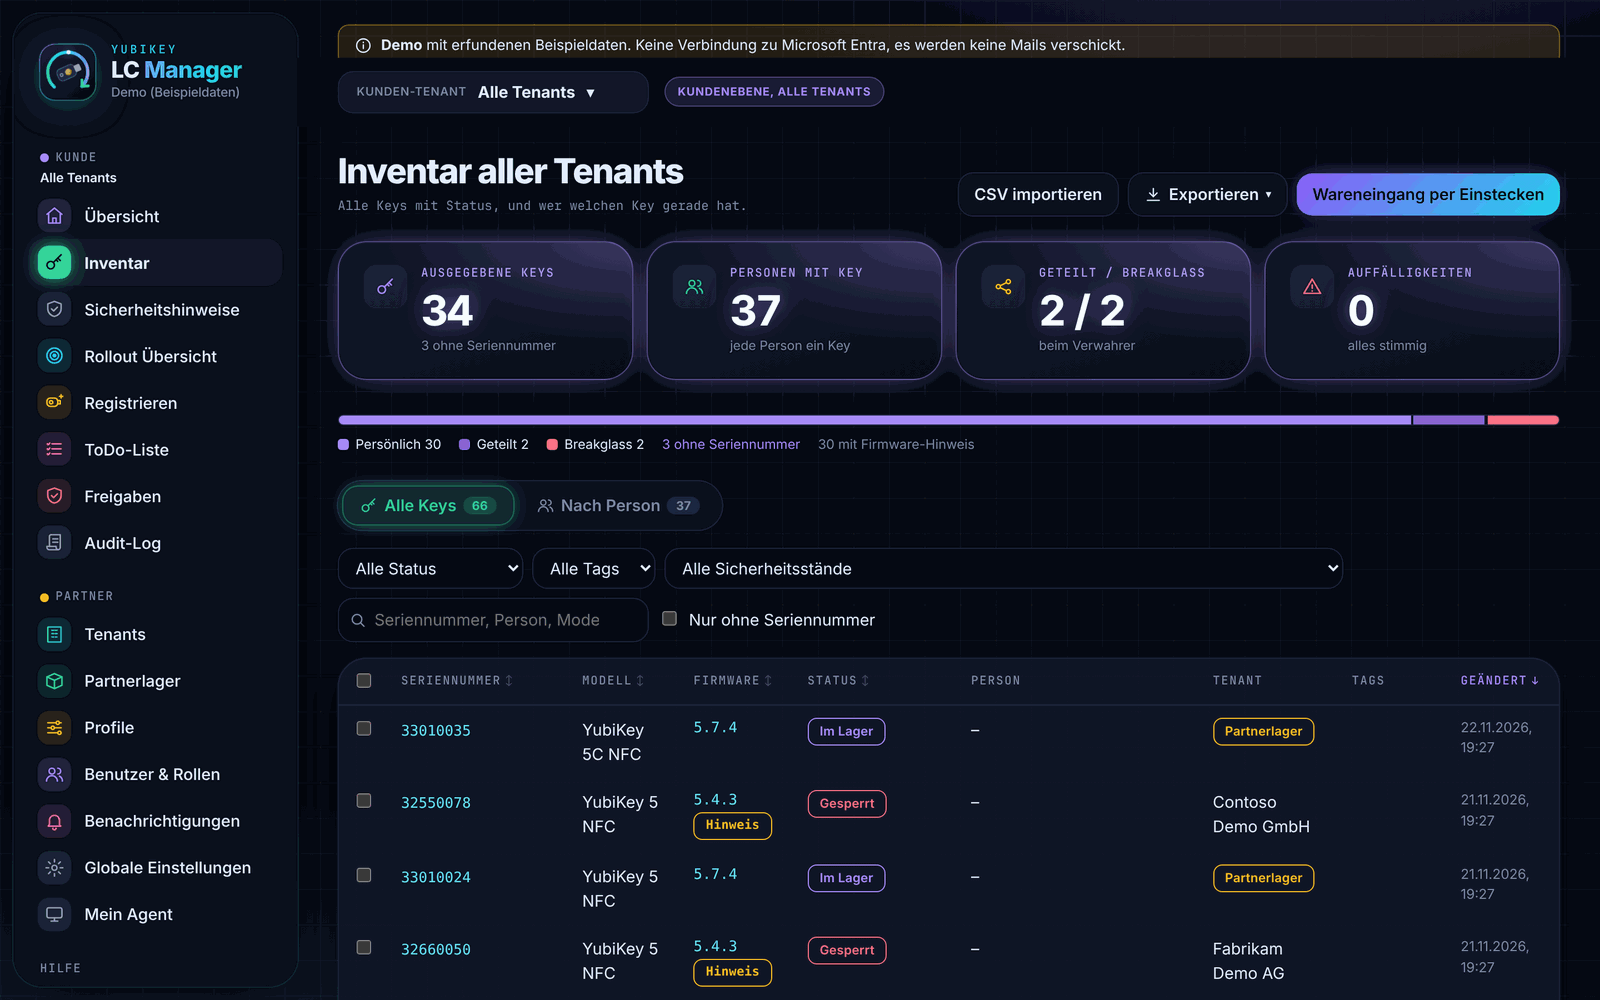 YUBIKEY
LC Manager
Demo (Beispieldaten)
KUNDE
Alle Tenants
Übersicht
Inventar
Sicherheitshinweise
Rollout Übersicht
Registrieren
ToDo-Liste
Freigaben
Audit-Log
PARTNER
Tenants
Partnerlager
Profile
Benutzer & Rollen
Benachrichtigungen
Globale Einstellungen
Mein Agent
HILFE
Demo mit erfundenen Beispieldaten. Keine Verbindung zu Microsoft Entra, es werden keine Mails verschickt.
KUNDEN-TENANT Alle Tenants ▾
KUNDENEBENE, ALLE TENANTS
Inventar aller Tenants
Alle Keys mit Status, und wer welchen Key gerade hat.
CSV importieren
Exportieren ▾
Wareneingang per Einstecken
AUSGEGEBENE KEYS
34
3 ohne Seriennummer
PERSONEN MIT KEY
37
jede Person ein Key
GETEILT / BREAKGLASS
2 / 2
beim Verwahrer
AUFFÄLLIGKEITEN
0
alles stimmig
Persönlich 30 Geteilt 2 Breakglass 2 3 ohne Seriennummer 30 mit Firmware-Hinweis
Alle Keys 66 Nach Person 37
Alle Status Alle Tags Alle Sicherheitsstände
Seriennummer, Person, Mode Nur ohne Seriennummer
SERIENNUMMER ↕ MODELL ↕ FIRMWARE ↕ STATUS ↕ PERSON TENANT TAGS GEÄNDERT ↓
33010035 YubiKey 5C NFC 5.7.4 Im Lager – Partnerlager 22.11.2026, 19:27
32550078 YubiKey 5 NFC 5.4.3 Hinweis Gesperrt – Contoso Demo GmbH 21.11.2026, 19:27
33010024 YubiKey 5 NFC 5.7.4 Im Lager – Partnerlager 21.11.2026, 19:27
32660050 YubiKey 5 NFC 5.4.3 Hinweis Gesperrt – Fabrikam Demo AG 21.11.2026, 19:27